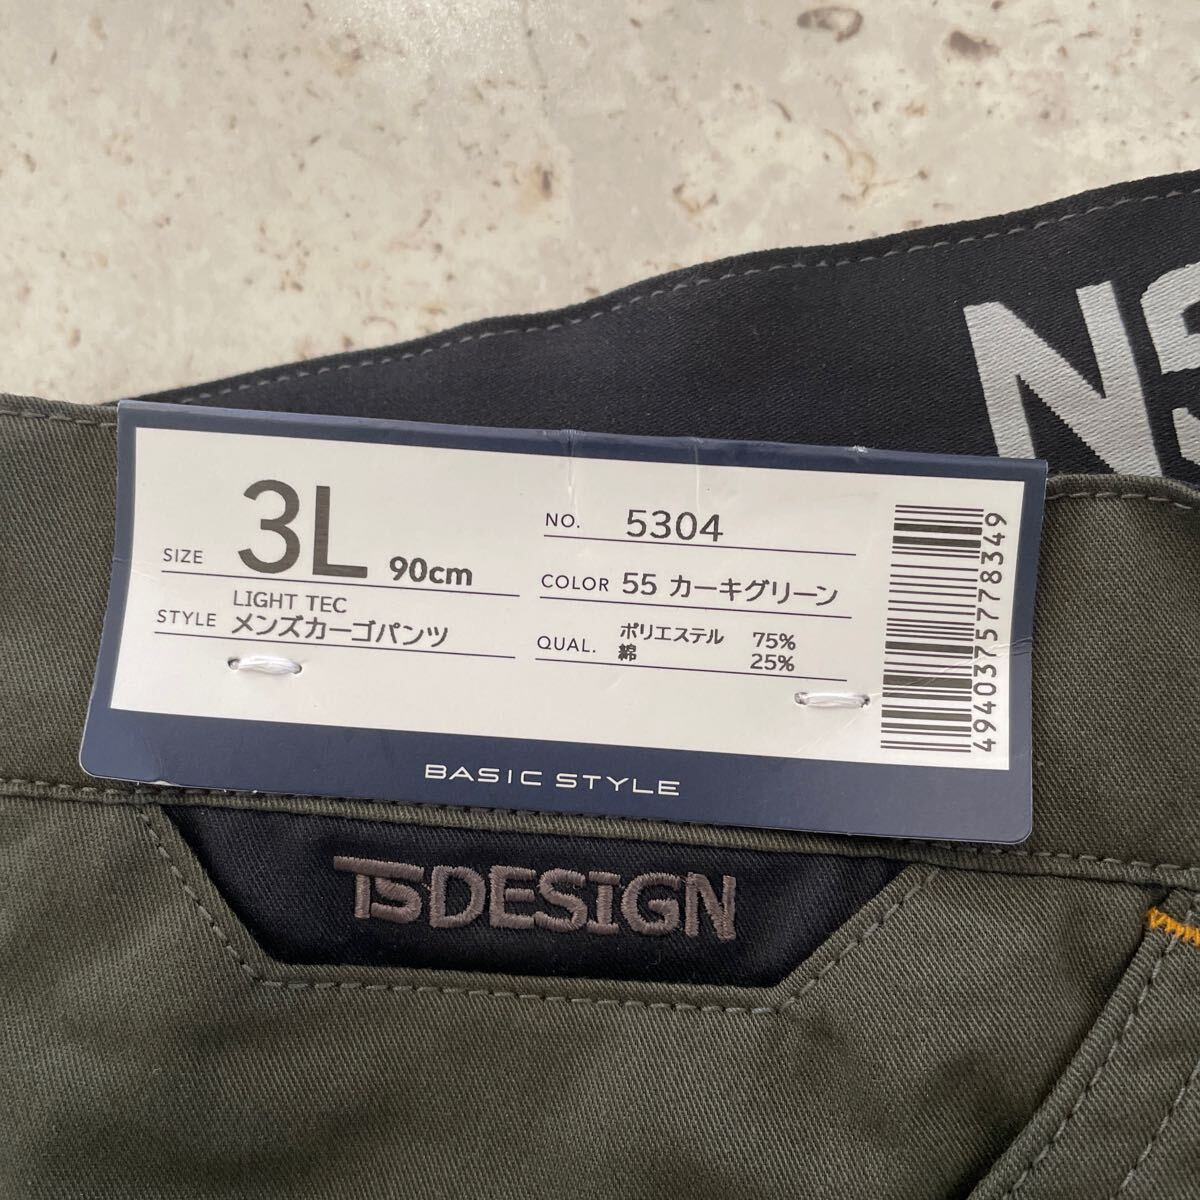 NS
SIZE 3L 90cm
STYLE LIGHT TEC
メンズカーゴパンツ
NO. 5304
COLOR 55 カーキグリーン
QUAL. ポリエステル 75%
綿 25%
4940375778349
BASIC STYLE
TSDESIGN